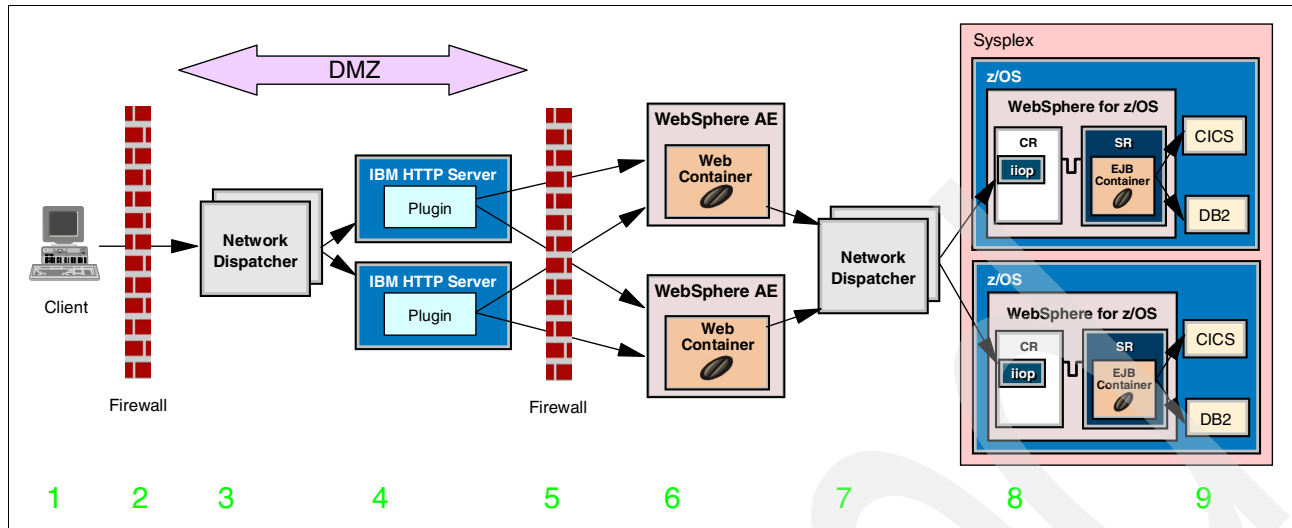 Sysplex
DMZ
z/OS
WebSphere for z/OS
CR
SR
iiop
EJB
Container
CICS
DB2
WebSphere AE
Web
Container
IBM HTTP Server
Plugin
Network
Dispatcher
Client
IBM HTTP Server
Plugin
WebSphere AE
Web
Container
Network
Dispatcher
z/OS
WebSphere for z/OS
CR
SR
iiop
EJB
Container
CICS
DB2
Firewall
Firewall
1 2 3 4 5 6 7 8 9